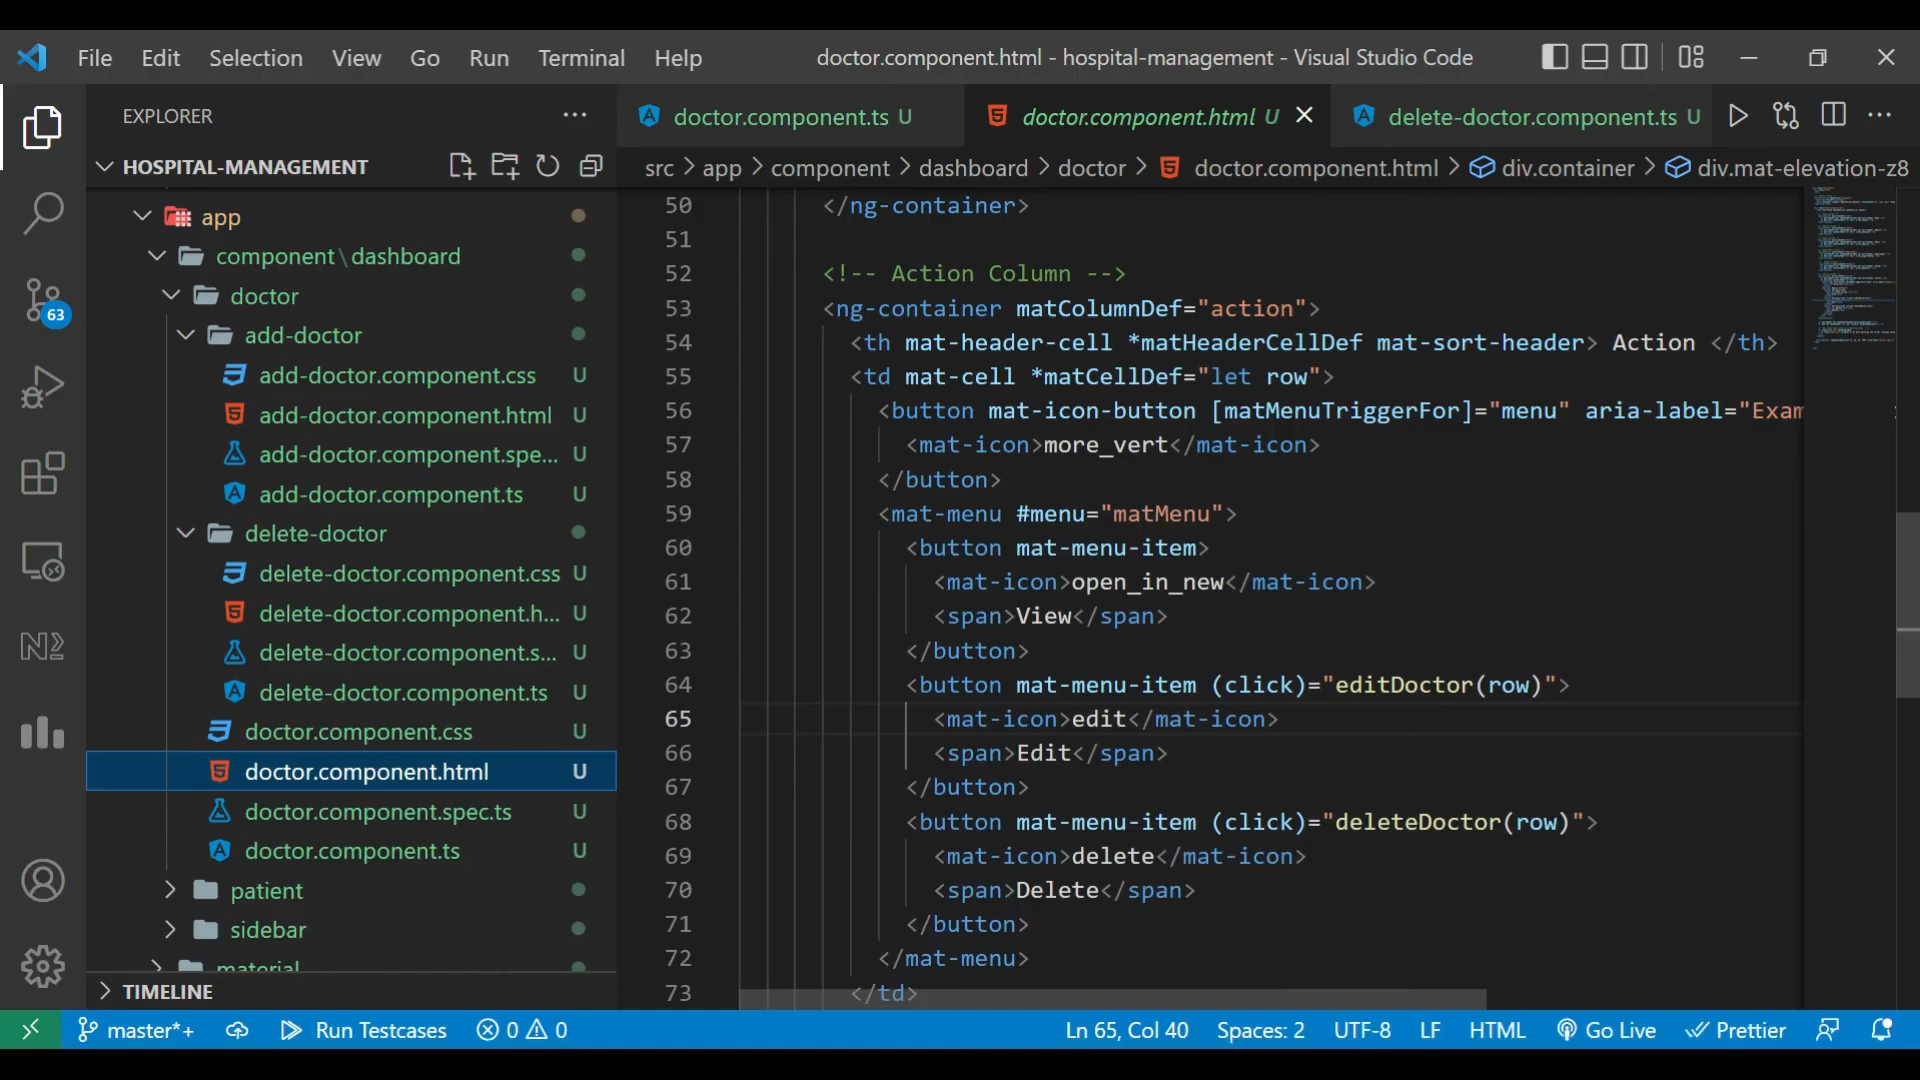 File Edit Selection View Go Run Terminal Help
doctor.component.html - hospital-management - Visual Studio Code
EXPLORER
HOSPITAL-MANAGEMENT
app
component\dashboard
doctor
add-doctor
add-doctor.component.css U
add-doctor.component.html U
add-doctor.component.spe... U
add-doctor.component.ts U
delete-doctor
delete-doctor.component.css U
delete-doctor.component.h... U
delete-doctor.component.s... U
delete-doctor.component.ts U
doctor.component.css U
doctor.component.html U
doctor.component.spec.ts U
doctor.component.ts U
patient
sidebar
material
TIMELINE
63
doctor.component.ts U
doctor.component.html U
delete-doctor.component.ts U
src > app > component > dashboard > doctor > doctor.component.html > div.container > div.mat-elevation-z8
50 </ng-container>
51
52 <!-- Action Column -->
53 <ng-container matColumnDef="action">
54 <th mat-header-cell *matHeaderCellDef mat-sort-header> Action </th>
55 <td mat-cell *matCellDef="let row">
56 <button mat-icon-button [matMenuTriggerFor]="menu" aria-label="Exam
57 <mat-icon>more_vert</mat-icon>
58 </button>
59 <mat-menu #menu="matMenu">
60 <button mat-menu-item>
61 <mat-icon>open_in_new</mat-icon>
62 <span>View</span>
63 </button>
64 <button mat-menu-item (click)="editDoctor(row)">
65 <mat-icon>edit</mat-icon>
66 <span>Edit</span>
67 </button>
68 <button mat-menu-item (click)="deleteDoctor(row)">
69 <mat-icon>delete</mat-icon>
70 <span>Delete</span>
71 </button>
72 </mat-menu>
73 </td>
master*+ Run Testcases 0 0 Ln 65, Col 40 Spaces: 2 UTF-8 LF HTML Go Live Prettier